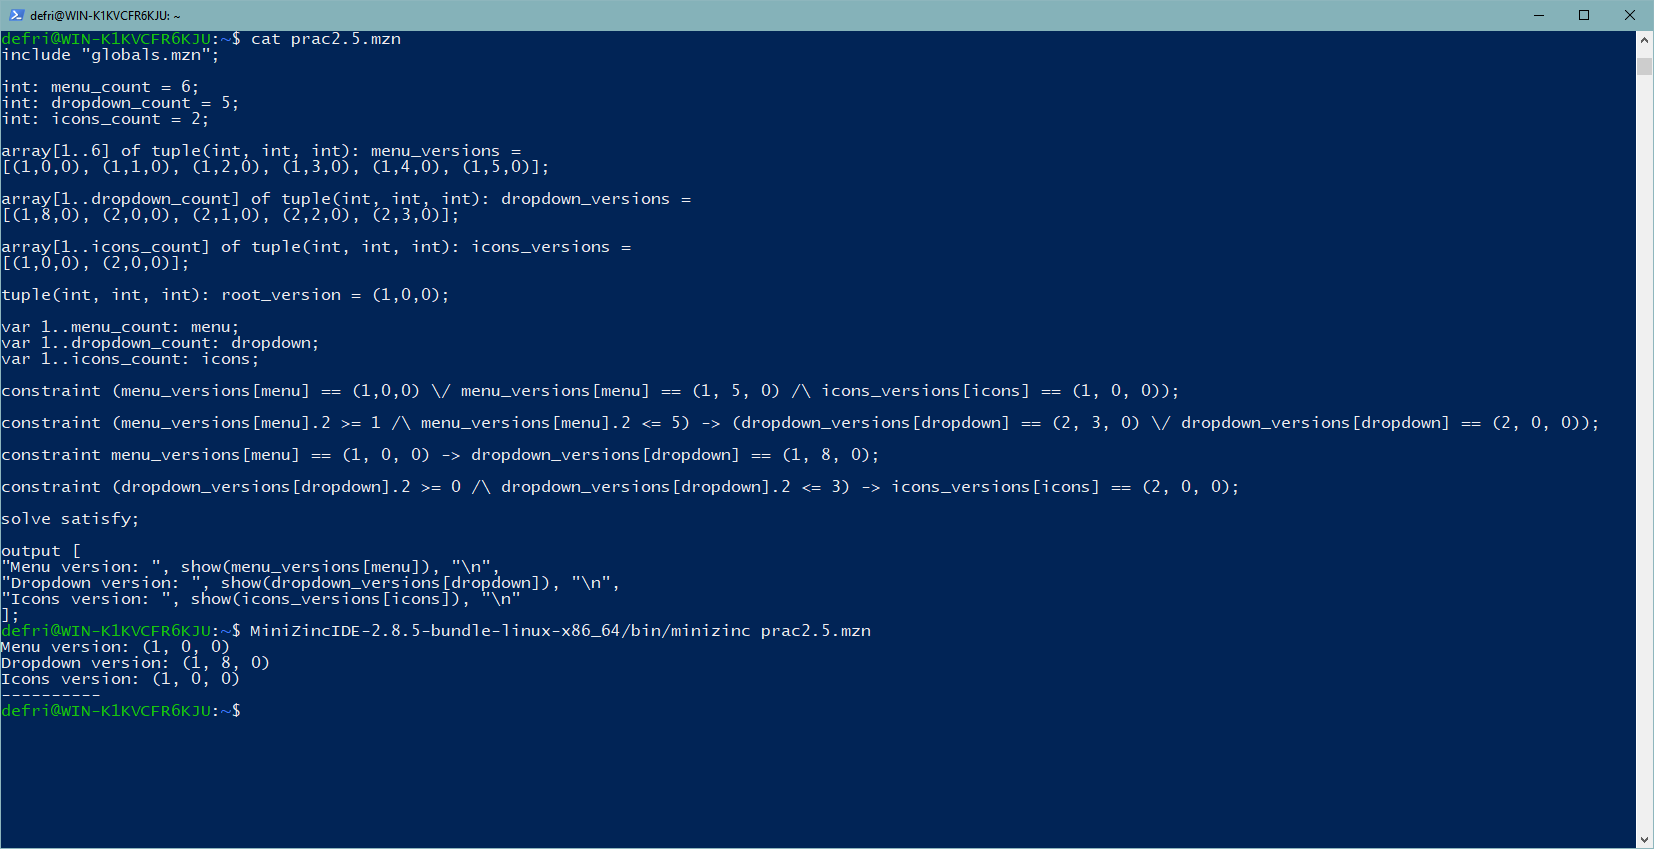 defri@WIN-K1KVCFR6KJU: ~
defri@WIN-K1KVCFR6KJU:~$ cat prac2.5.mzn
include "globals.mzn";
int: menu_count = 6;
int: dropdown_count = 5;
int: icons_count = 2;
array[1..6] of tuple(int, int, int): menu_versions =
[(1,0,0), (1,1,0), (1,2,0), (1,3,0), (1,4,0), (1,5,0)];
array[1..dropdown_count] of tuple(int, int, int): dropdown_versions =
[(1,8,0), (2,0,0), (2,1,0), (2,2,0), (2,3,0)];
array[1..icons_count] of tuple(int, int, int): icons_versions =
[(1,0,0), (2,0,0)];
tuple(int, int, int): root_version = (1,0,0);
var 1..menu_count: menu;
var 1..dropdown_count: dropdown;
var 1..icons_count: icons;
constraint (menu_versions[menu] == (1,0,0) \/ menu_versions[menu] == (1, 5, 0) /\ icons_versions[icons] == (1, 0, 0));
constraint (menu_versions[menu].2 >= 1 /\ menu_versions[menu].2 <= 5) -> (dropdown_versions[dropdown] == (2, 3, 0) \/ dropdown_versions[dropdown] == (2, 0, 0));
constraint menu_versions[menu] == (1, 0, 0) -> dropdown_versions[dropdown] == (1, 8, 0);
constraint (dropdown_versions[dropdown].2 >= 0 /\ dropdown_versions[dropdown].2 <= 3) -> icons_versions[icons] == (2, 0, 0);
solve satisfy;
output [
"Menu version: ", show(menu_versions[menu]), "\n",
"Dropdown version: ", show(dropdown_versions[dropdown]), "\n",
"Icons version: ", show(icons_versions[icons]), "\n"
];
defri@WIN-K1KVCFR6KJU:~$ MiniZincIDE-2.8.5-bundle-linux-x86_64/bin/minizinc prac2.5.mzn
Menu version: (1, 0, 0)
Dropdown version: (1, 8, 0)
Icons version: (1, 0, 0)
----------
defri@WIN-K1KVCFR6KJU:~$